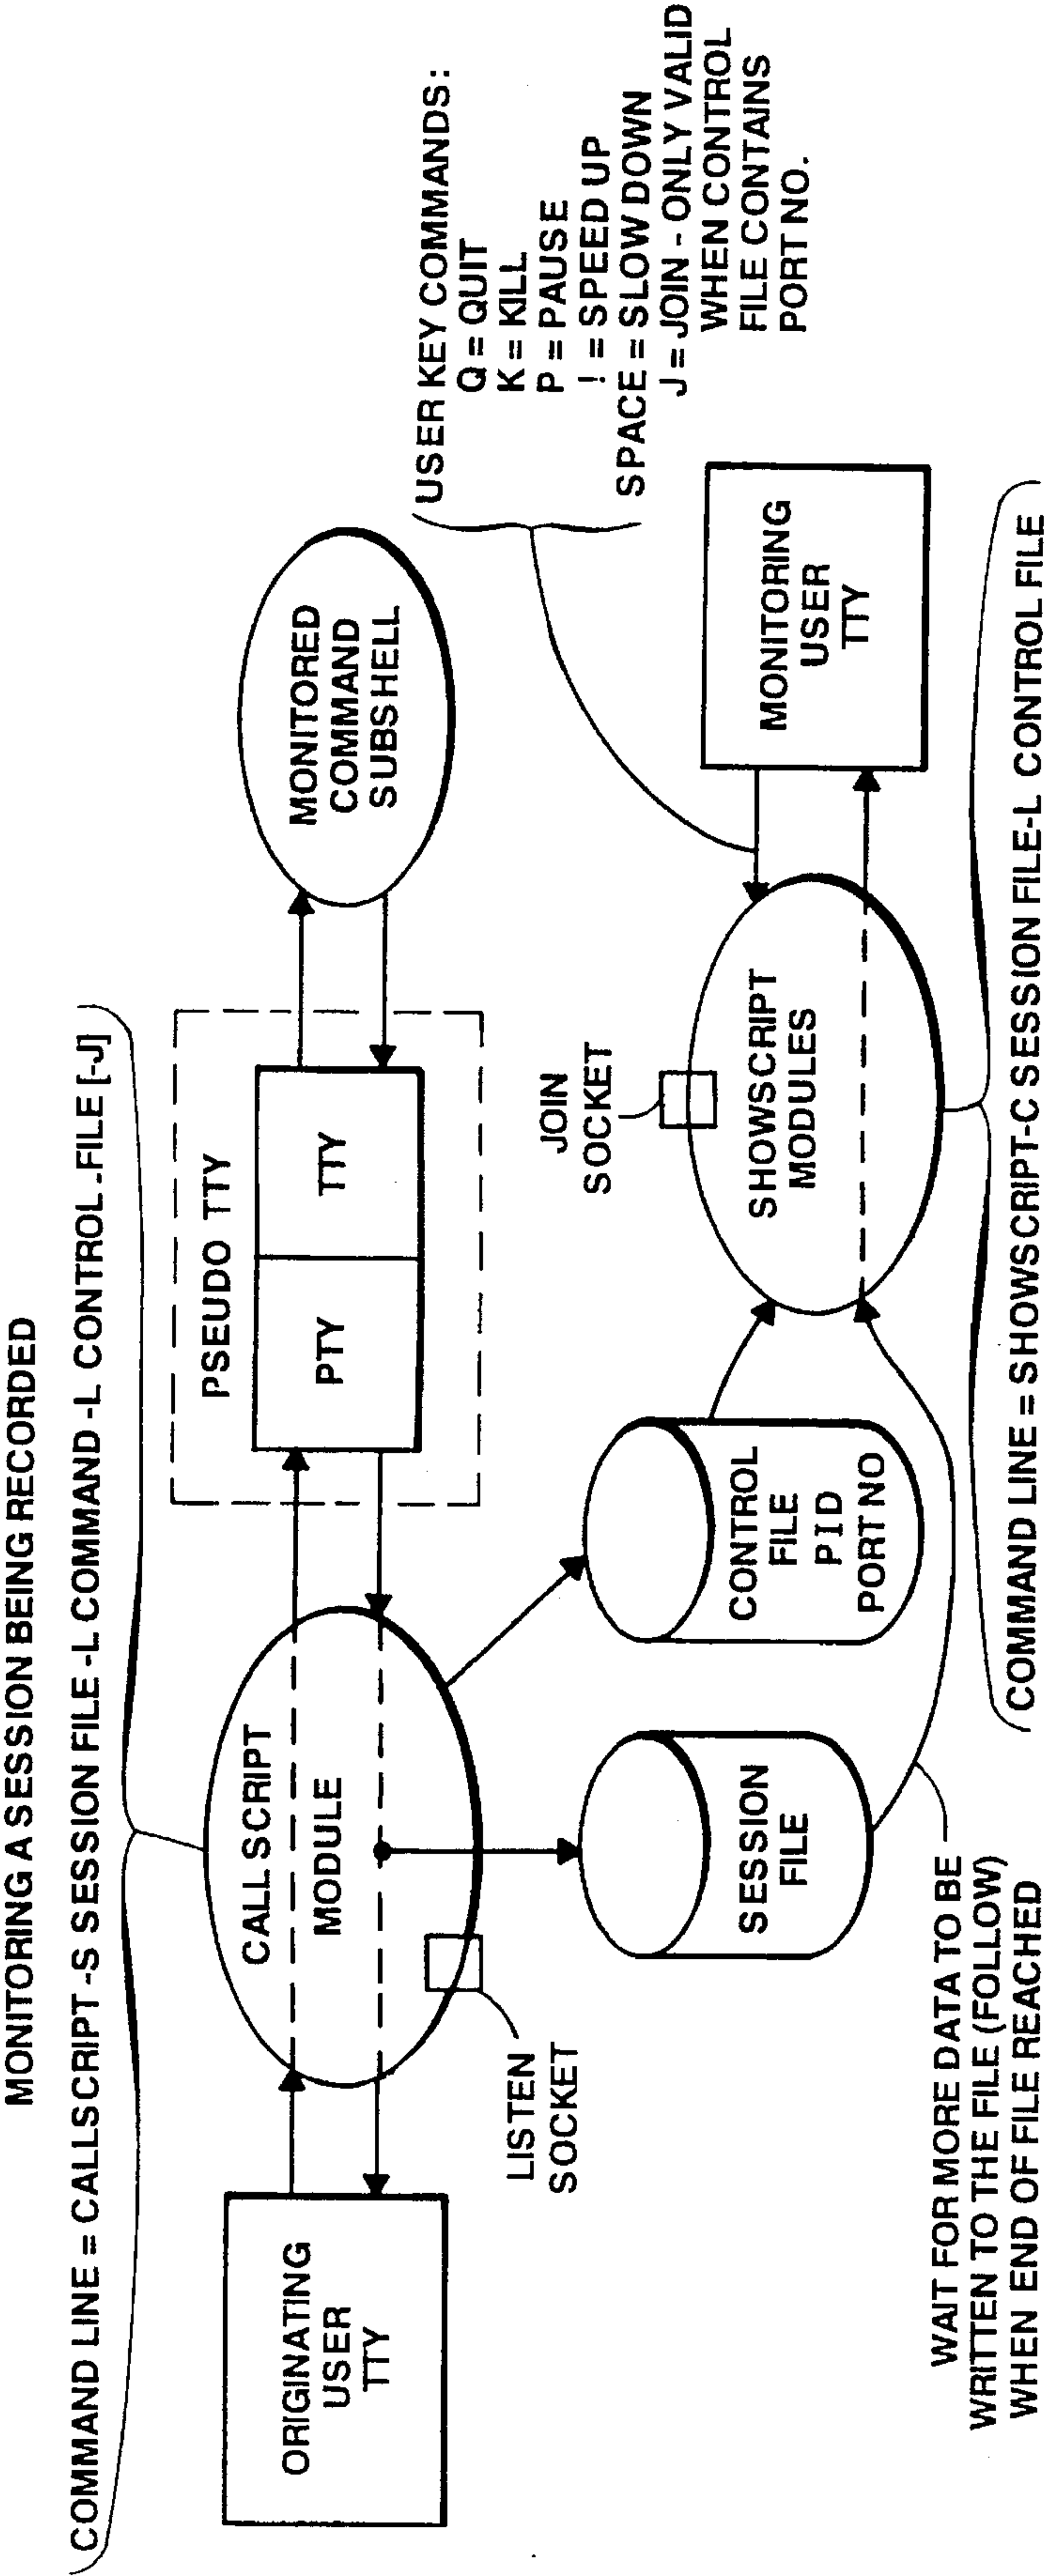 MONITORING A SESSION BEING RECORDED
COMMAND LINE = CALLSCRIPT -S SESSION FILE -L COMMAND -L CONTROL -FILE [-J]
PSEUDO TTY
PTY
TTY
CALLSCRIPT
MODULE
ORIGINATING
USER
TTY
LISTEN
SOCKET
MONITORED
COMMAND
SUBSHELL
USER KEY COMMANDS:
Q = QUIT
K = KILL
P = PAUSE
! = SPEED UP
SPACE = SLOW DOWN
J = JOIN - ONLY VALID
WHEN CONTROL
FILE CONTAINS
PORT NO.
JOIN
SOCKET
SESSION
FILE
CONTROL
FILE
PID
PORT NO
SHOWSCRIPT
MODULES
MONITORING
USER
TTY
WAIT FOR MORE DATA TO BE
WRITTEN TO THE FILE (FOLLOW)
WHEN END OF FILE REACHED
COMMAND LINE = SHOWSCRIPT-C SESSION FILE-L CONTROL FILE